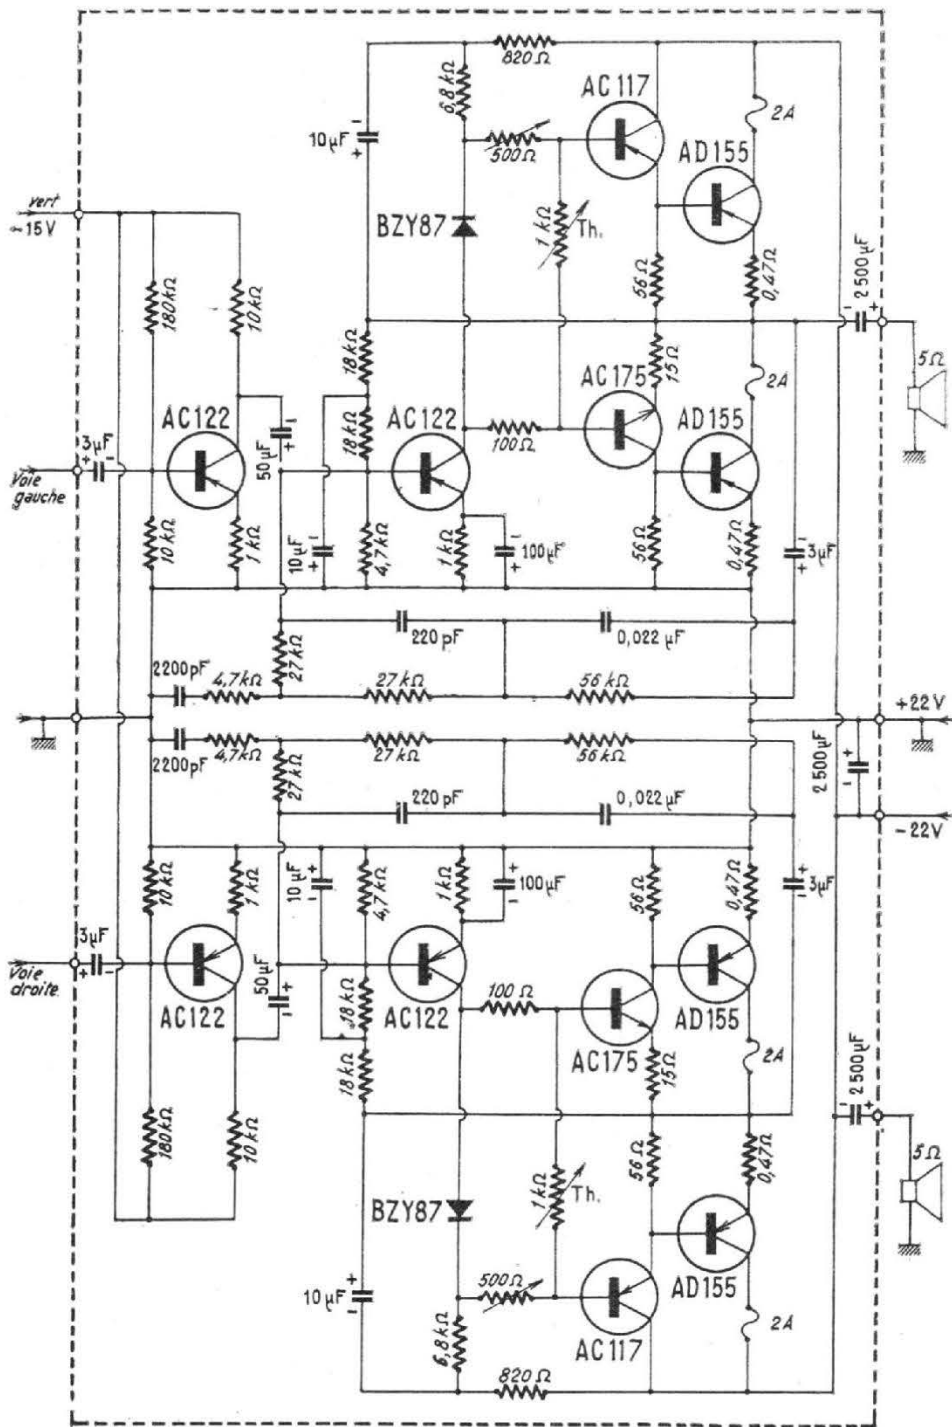 820 Ω
6,8 kΩ
AC 117
2A
10 µF
- +
500 Ω
AD155
vert
~15V
BZY87
1 kΩ
Th.
180 kΩ
10 kΩ
56 Ω
0,47 Ω
2 500 µF
- +
5 Ω
18 kΩ
15 Ω
2A
AC 175
AC122
50 µF
- +
18 kΩ
AC122
100 Ω
AD155
3 µF
+ -
Voie
gauche
10 kΩ
1 kΩ
10 µF
- +
4,7 kΩ
1 kΩ
100 µF
- +
56 Ω
0,47 Ω
3 µF
- +
220 pF
0,022 µF
27 kΩ
2200 pF
4,7 kΩ
27 kΩ
56 kΩ
+22V
2200 pF
4,7 kΩ
27 kΩ
56 kΩ
2 500 µF
+ -
27 kΩ
220 pF
0,022 µF
-22V
10 kΩ
1 kΩ
10 µF
+ -
4,7 kΩ
1 kΩ
100 µF
+ -
56 Ω
0,47 Ω
3 µF
+ -
3 µF
+ -
Voie
droite
AC122
50 µF
+ -
18 kΩ
AC122
100 Ω
AD155
AC175
2A
18 kΩ
15 Ω
2 500 µF
- +
180 kΩ
10 kΩ
56 Ω
0,47 Ω
5 Ω
1 kΩ
Th.
BZY87
AD155
10 µF
+ -
500 Ω
AC 117
2A
6,8 kΩ
820 Ω